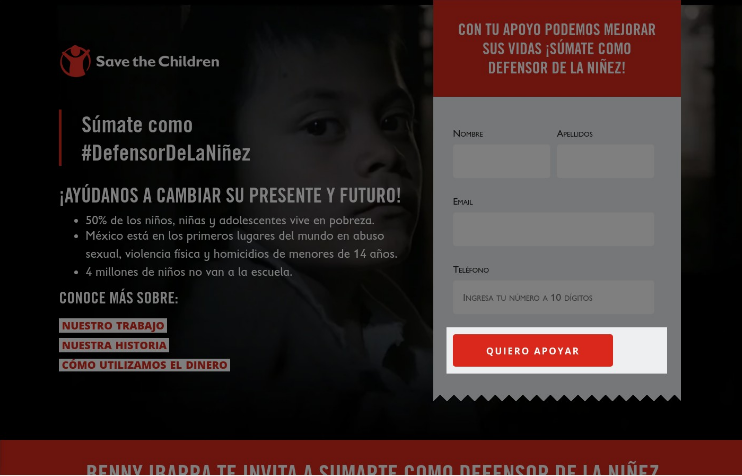 Save the Children
Súmate como
#DefensorDeLaNiñez
¡AYÚDANOS A CAMBIAR SU PRESENTE Y FUTURO!
50% de los niños, niñas y adolescentes vive en pobreza.
México está en los primeros lugares del mundo en abuso
sexual, violencia física y homicidios de menores de 14 años.
4 millones de niños no van a la escuela.
CONOCE MÁS SOBRE:
NUESTRO TRABAJO
NUESTRA HISTORIA
CÓMO UTILIZAMOS EL DINERO
CON TU APOYO PODEMOS MEJORAR
SUS VIDAS ¡SÚMATE COMO
DEFENSOR DE LA NIÑEZ!
Nombre Apellidos
Email
Teléfono
Ingresa tu número a 10 dígitos
QUIERO APOYAR
BENNY IBARRA TE INVITA A SUMARTE COMO DEFENSOR DE LA NIÑEZ